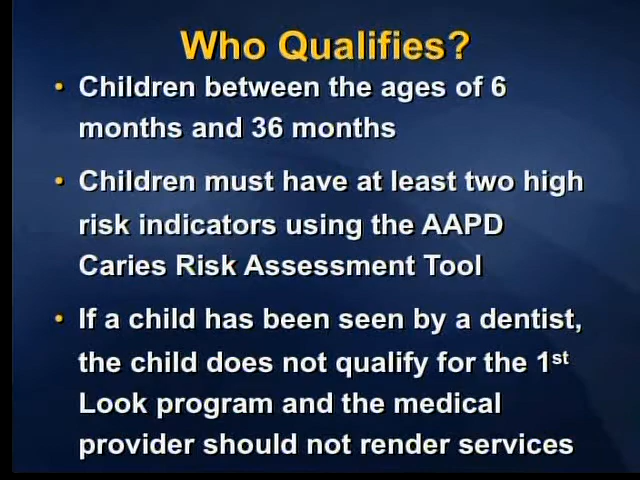 Who Qualifies?
• Children between the ages of 6
months and 36 months
• Children must have at least two high
risk indicators using the AAPD
Caries Risk Assessment Tool
• If a child has been seen by a dentist,
the child does not qualify for the 1st
Look program and the medical
provider should not render services